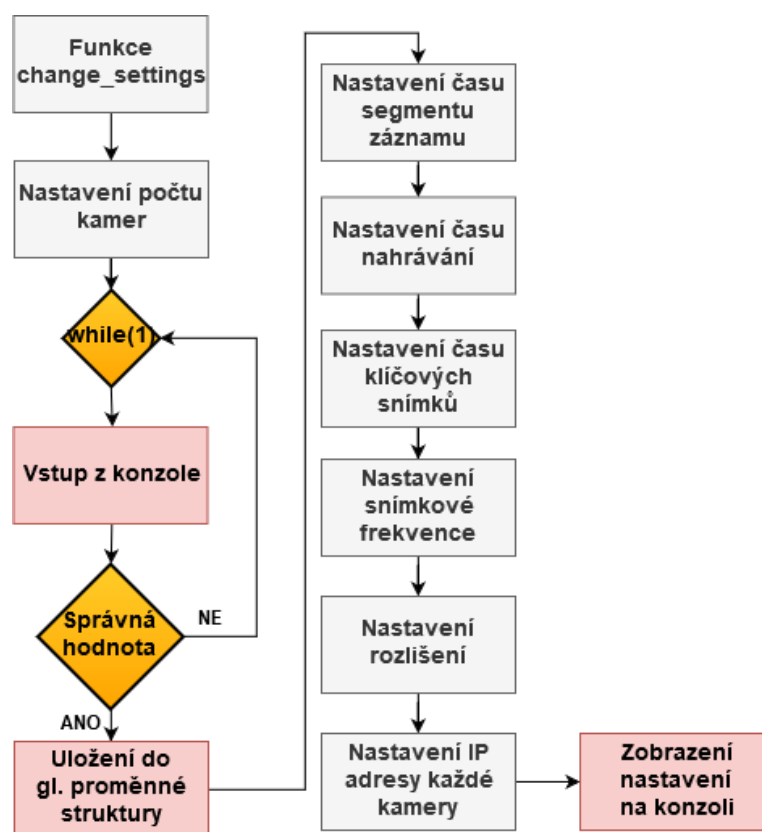 Funkce
change_settings
Nastavení počtu
kamer
while(1)
Vstup z konzole
Správná
hodnota
NE
ANO
Uložení do
gl. proměnné
struktury
Nastavení času
segmentu
záznamu
Nastavení času
nahrávání
Nastavení času
klíčových
snímků
Nastavení
snímkové
frekvence
Nastavení
rozlišení
Nastavení IP
adresy každé
kamery
Zobrazení
nastavení
na konzoli